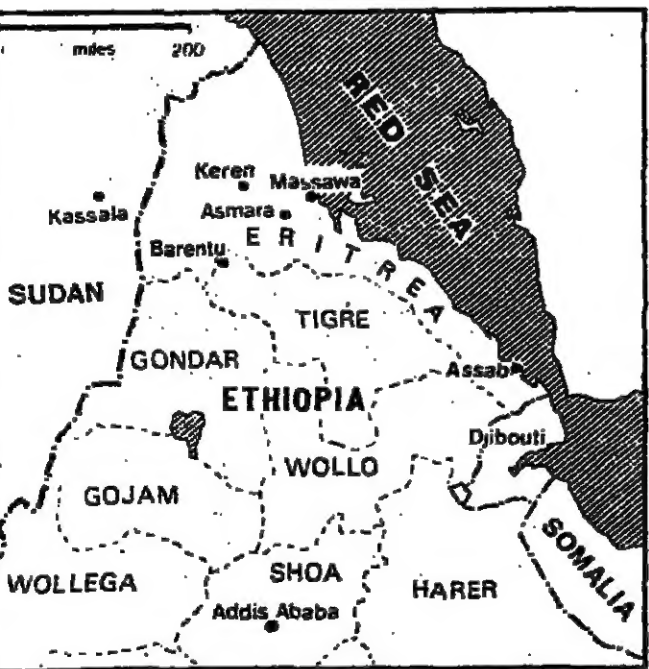 miles 200
RED SEA
Keren
Massawa
Kassala
Asmara
Barentu
ERITREA
SUDAN
TIGRE
GONDAR
Assab
ETHIOPIA
Djibouti
WOLLO
GOJAM
SOMALIA
SHOA
WOLLEGA
HARER
Addis Ababa